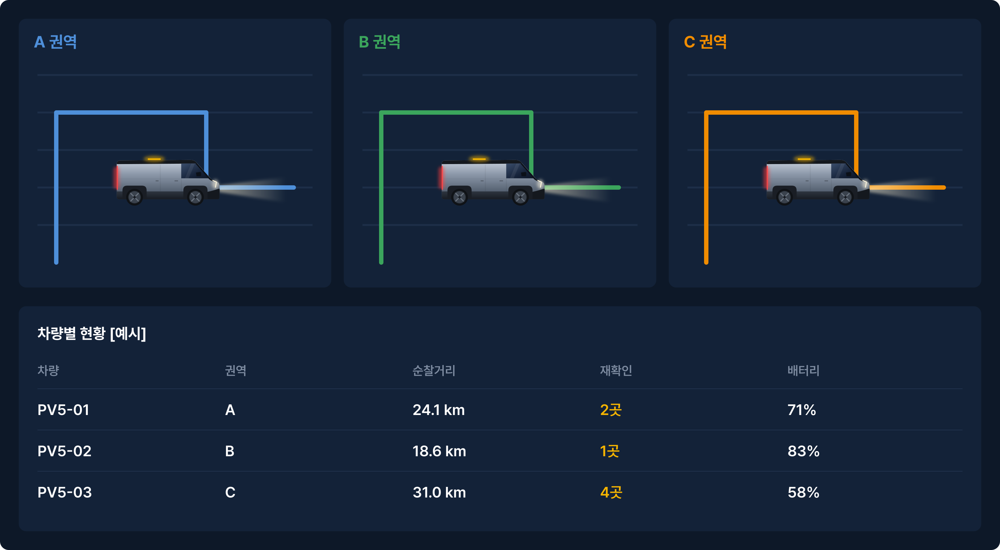 A 권역
B 권역
C 권역
차량별 현황 [예시]
차량 권역 순찰거리 재확인 배터리
PV5-01 A 24.1 km 2곳 71%
PV5-02 B 18.6 km 1곳 83%
PV5-03 C 31.0 km 4곳 58%